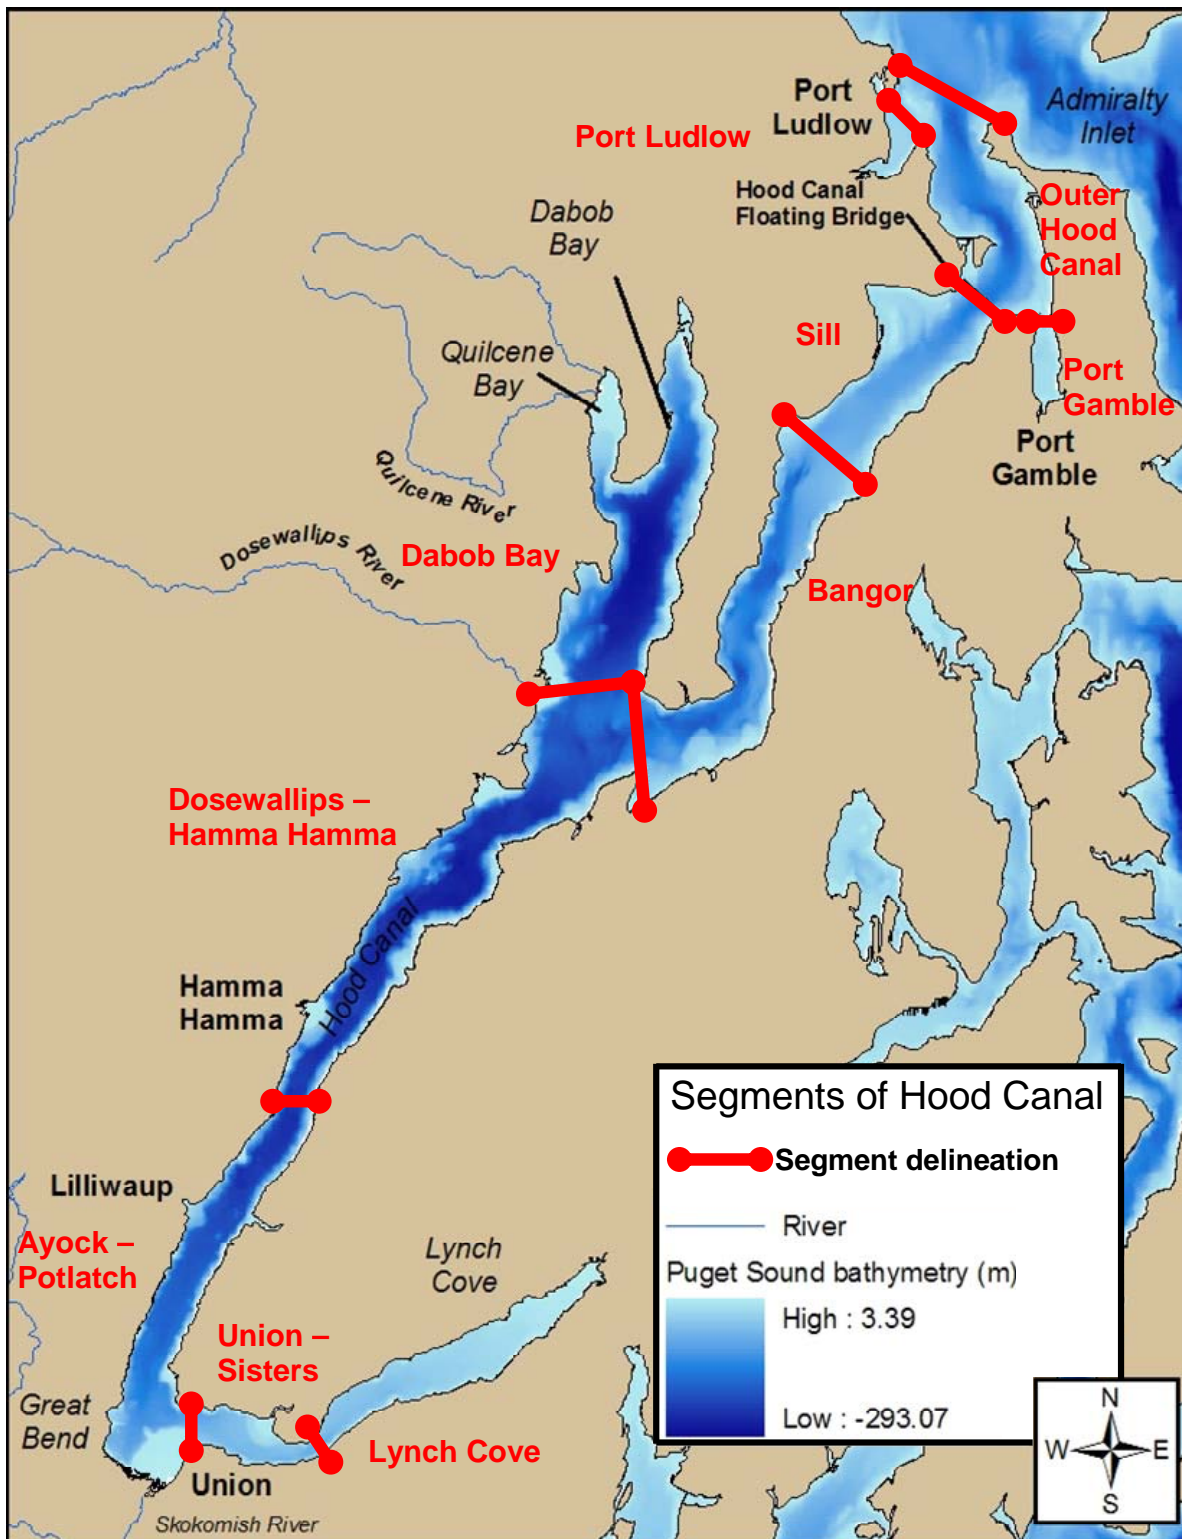 Port
Ludlow
Admiralty
Inlet
Port Ludlow
Hood Canal
Floating Bridge
Outer
Hood
Canal
Dabob
Bay
Sill
Quilcene
Bay
Port
Gamble
Port
Gamble
Quilcene River
Dosewallips River
Dabob Bay
Bangor
Dosewallips –
Hamma Hamma
Hood Canal
Hamma
Hamma
Lilliwaup
Ayock –
Potlatch
Lynch
Cove
Union –
Sisters
Great
Bend
Lynch Cove
Union
Skokomish River
Segments of Hood Canal
Segment delineation
River
Puget Sound bathymetry (m)
High : 3.39
Low : -293.07
N
W E
S